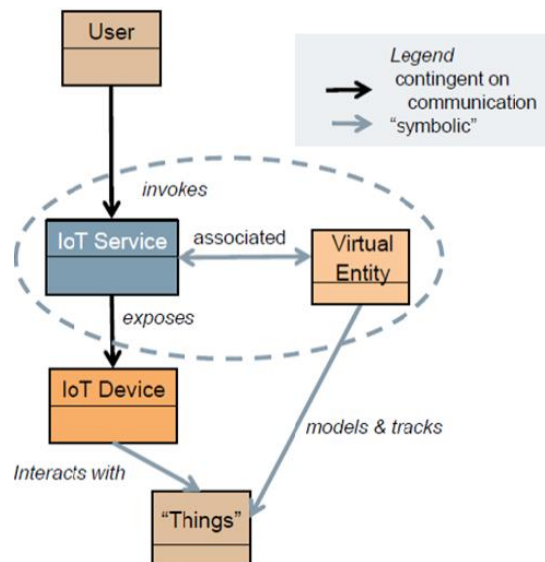 User
Legend
contingent on
communication
"symbolic"
invokes
IoT Service
associated
Virtual
Entity
exposes
IoT Device
models & tracks
Interacts with
“Things”